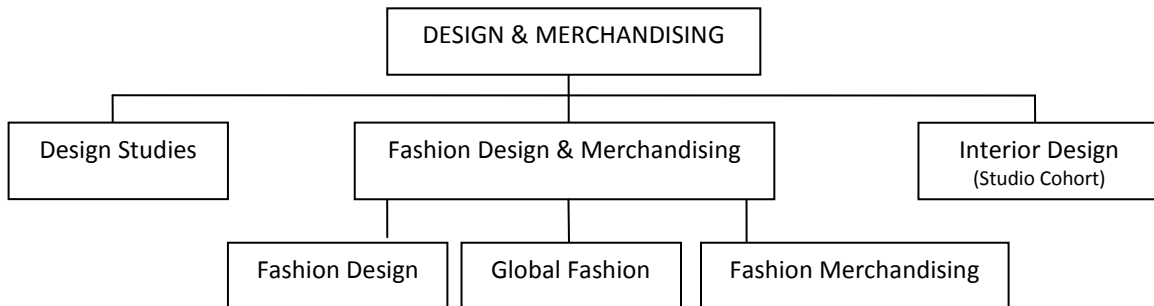 DESIGN & MERCHANDISING
Design Studies
Fashion Design & Merchandising
Interior Design
(Studio Cohort)
Fashion Design
Global Fashion
Fashion Merchandising